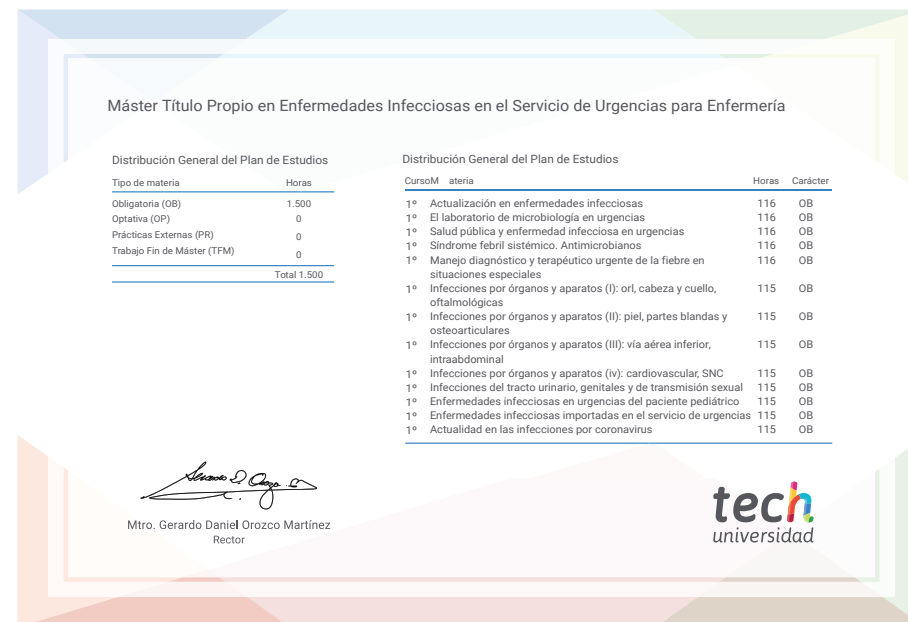 Máster Título Propio en Enfermedades Infecciosas en el Servicio de Urgencias para Enfermería
Distribución General del Plan de Estudios
Tipo de materia Horas
Obligatoria (OB) 1.500
Optativa (OP) 0
Prácticas Externas (PR) 0
Trabajo Fin de Máster (TFM) 0
Total 1.500
Distribución General del Plan de Estudios
CursoM ateria Horas Carácter
1º Actualización en enfermedades infecciosas 116 OB
1º El laboratorio de microbiología en urgencias 116 OB
1º Salud pública y enfermedad infecciosa en urgencias 116 OB
1º Síndrome febril sistémico. Antimicrobianos 116 OB
1º Manejo diagnóstico y terapéutico urgente de la fiebre en 116 OB
situaciones especiales
1º Infecciones por órganos y aparatos (I): orl, cabeza y cuello, 115 OB
oftalmológicas
1º Infecciones por órganos y aparatos (II): piel, partes blandas y 115 OB
osteoarticulares
1º Infecciones por órganos y aparatos (III): vía aérea inferior, 115 OB
intraabdominal
1º Infecciones por órganos y aparatos (iv): cardiovascular, SNC 115 OB
1º Infecciones del tracto urinario, genitales y de transmisión sexual 115 OB
1º Enfermedades infecciosas en urgencias del paciente pediátrico 115 OB
1º Enfermedades infecciosas importadas en el servicio de urgencias 115 OB
1º Actualidad en las infecciones por coronavirus 115 OB
Mtro. Gerardo Daniel Orozco Martínez
Rector
tech
universidad